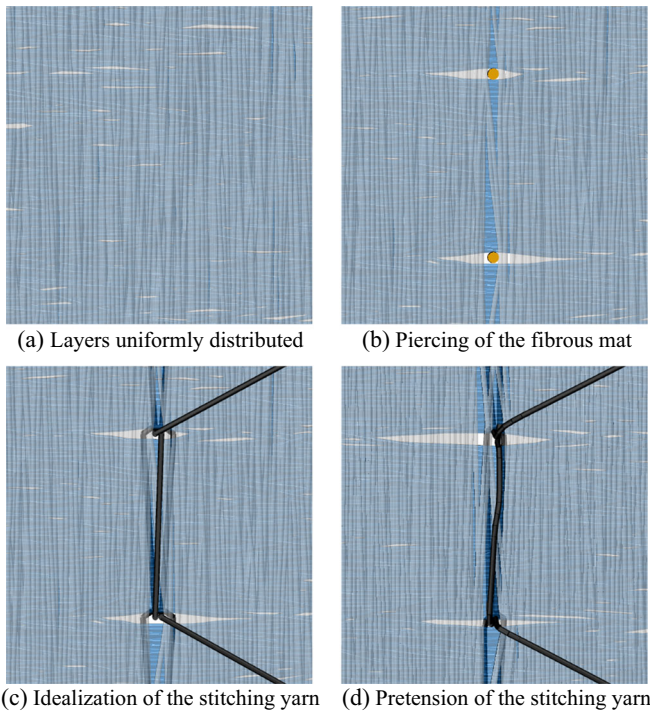 (a) Layers uniformly distributed
(b) Piercing of the fibrous mat
(c) Idealization of the stitching yarn
(d) Pretension of the stitching yarn